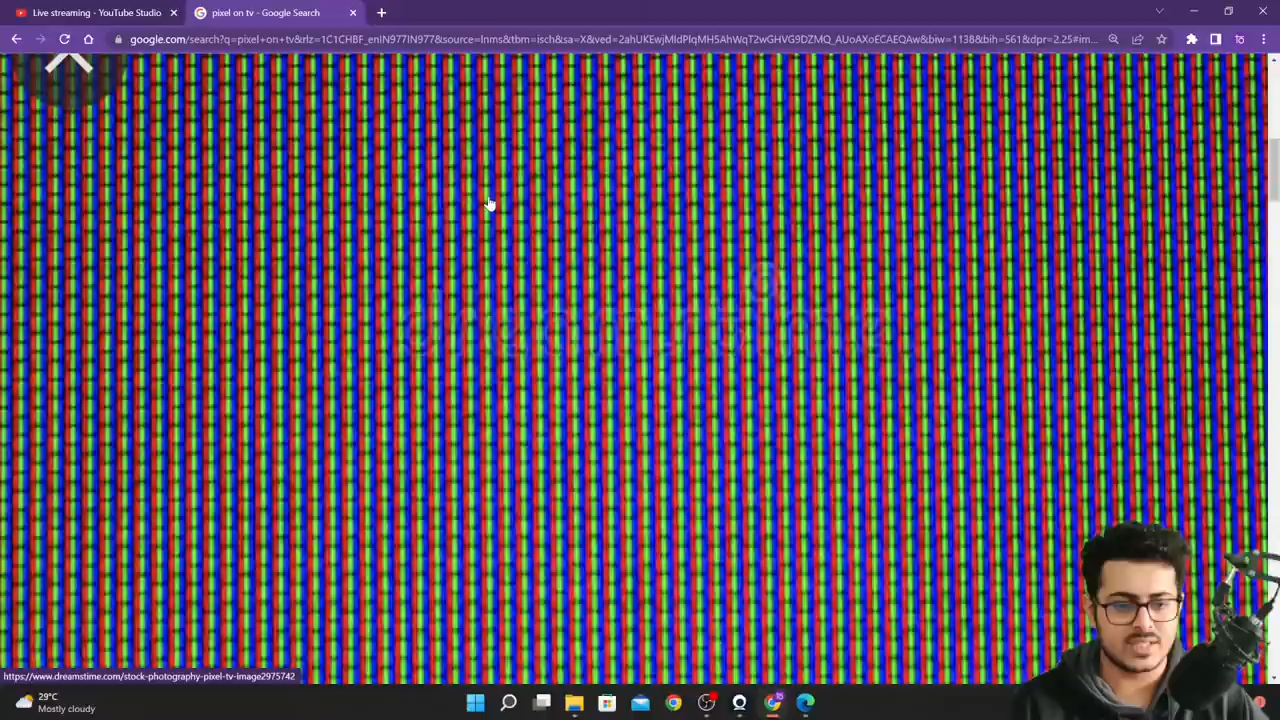 Live streaming - YouTube Studio
pixel on tv - Google Search
google.com/search?q=pixel+on+tv&rlz=1C1CHBF_enIN977IN977&source=lnms&tbm=isch&sa=X&ved=2ahUKEwjMldPlqMH5AhWqT2wGHVG9DZMQ_AUoAXoECAEQAw&biw=1138&bih=561&dpr=2.25#im...
https://www.dreamstime.com/stock-photography-pixel-tv-image2975742
29°C
Mostly cloudy